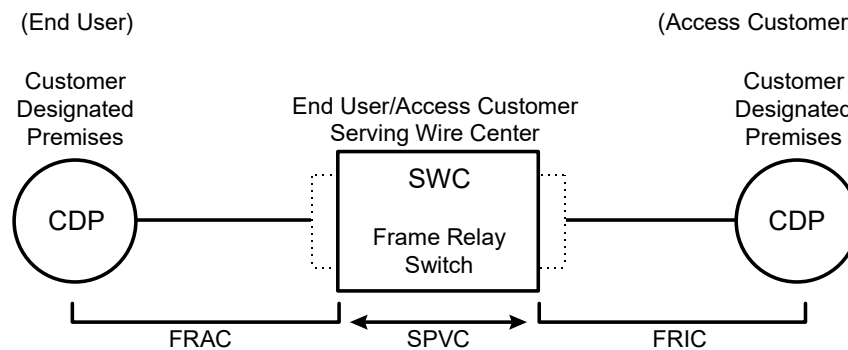 (End User)
(Access Customer
Customer
Designated
Premises
End User/Access Customer
Serving Wire Center
Customer
Designated
Premises
CDP
SWC
Frame Relay
Switch
CDP
FRAC
SPVC
FRIC